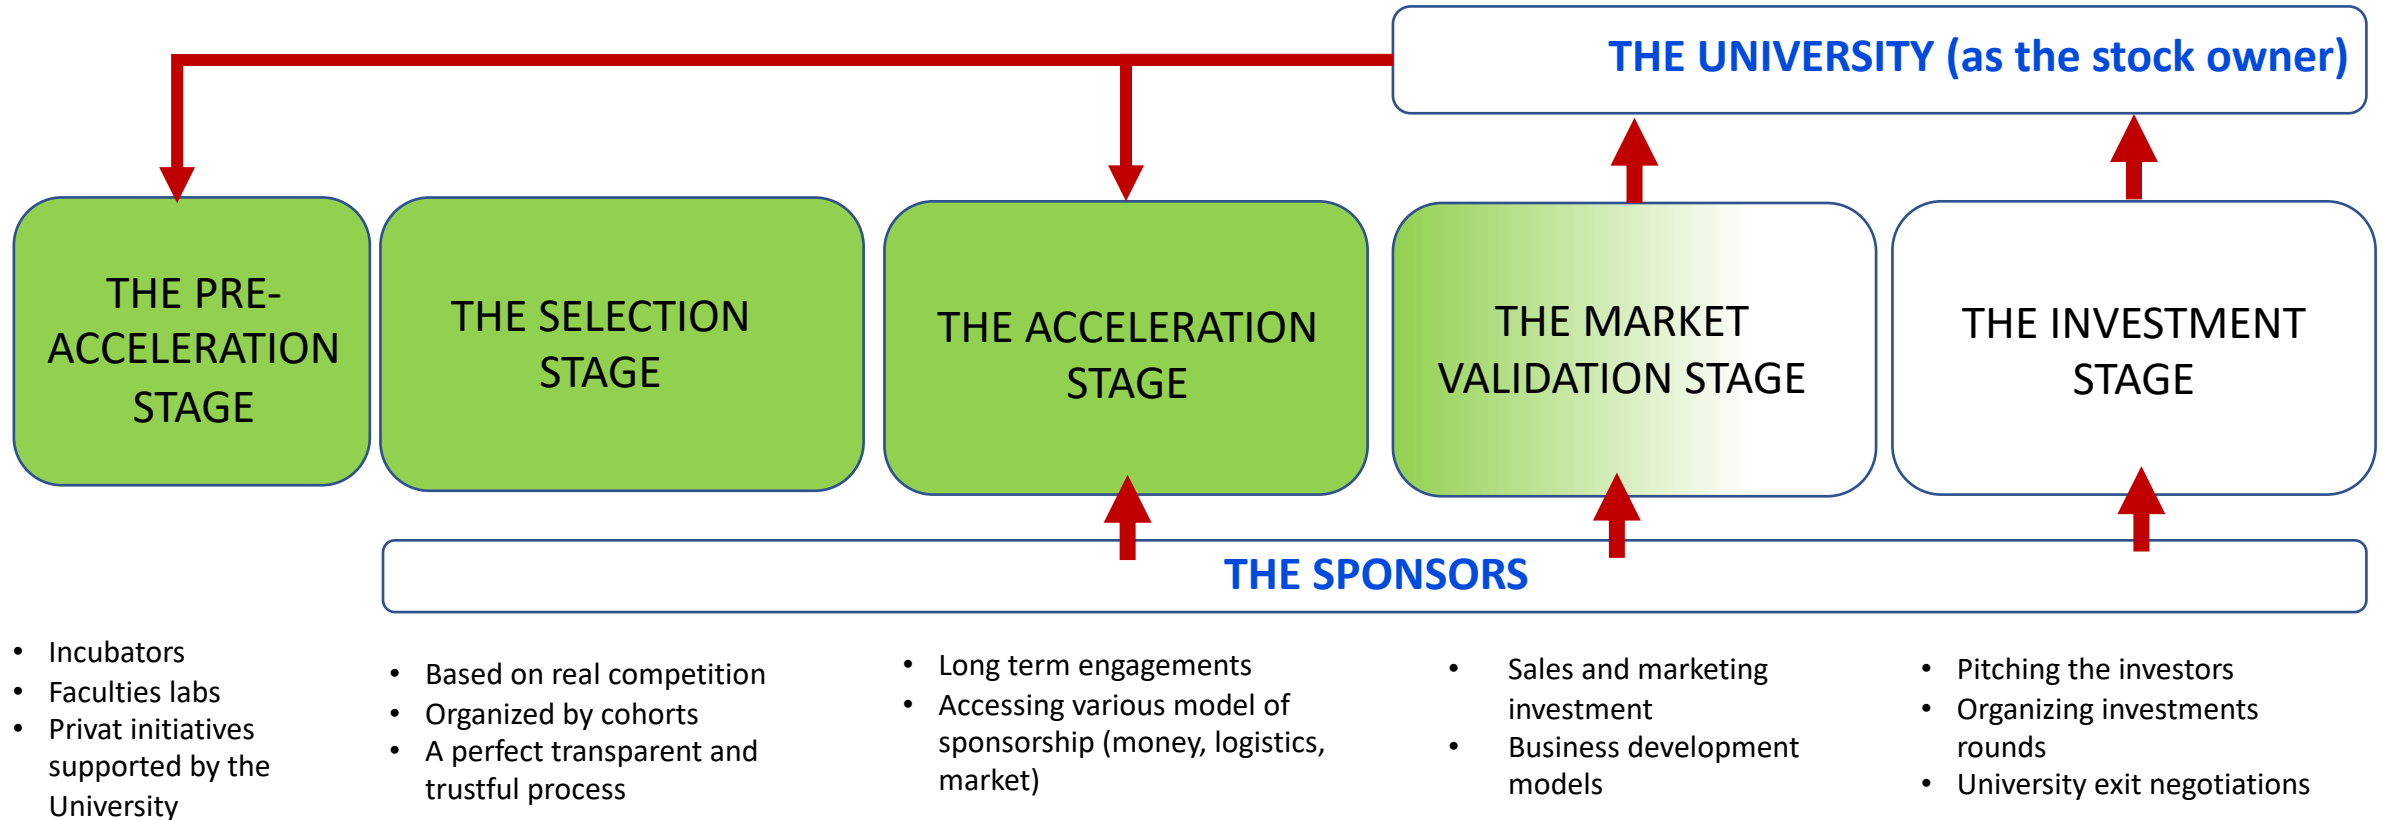 THE UNIVERSITY (as the stock owner)
THE PRE-
ACCELERATION
STAGE
THE SELECTION
STAGE
THE ACCELERATION
STAGE
THE MARKET
VALIDATION STAGE
THE INVESTMENT
STAGE
THE SPONSORS
• Incubators
• Faculties labs
• Privat initiatives
supported by the
University
• Based on real competition
• Organized by cohorts
• A perfect transparent and
trustful process
• Long term engagements
• Accessing various model of
sponsorship (money, logistics,
market)
• Sales and marketing
investment
• Business development
models
• Pitching the investors
• Organizing investments
rounds
• University exit negotiations